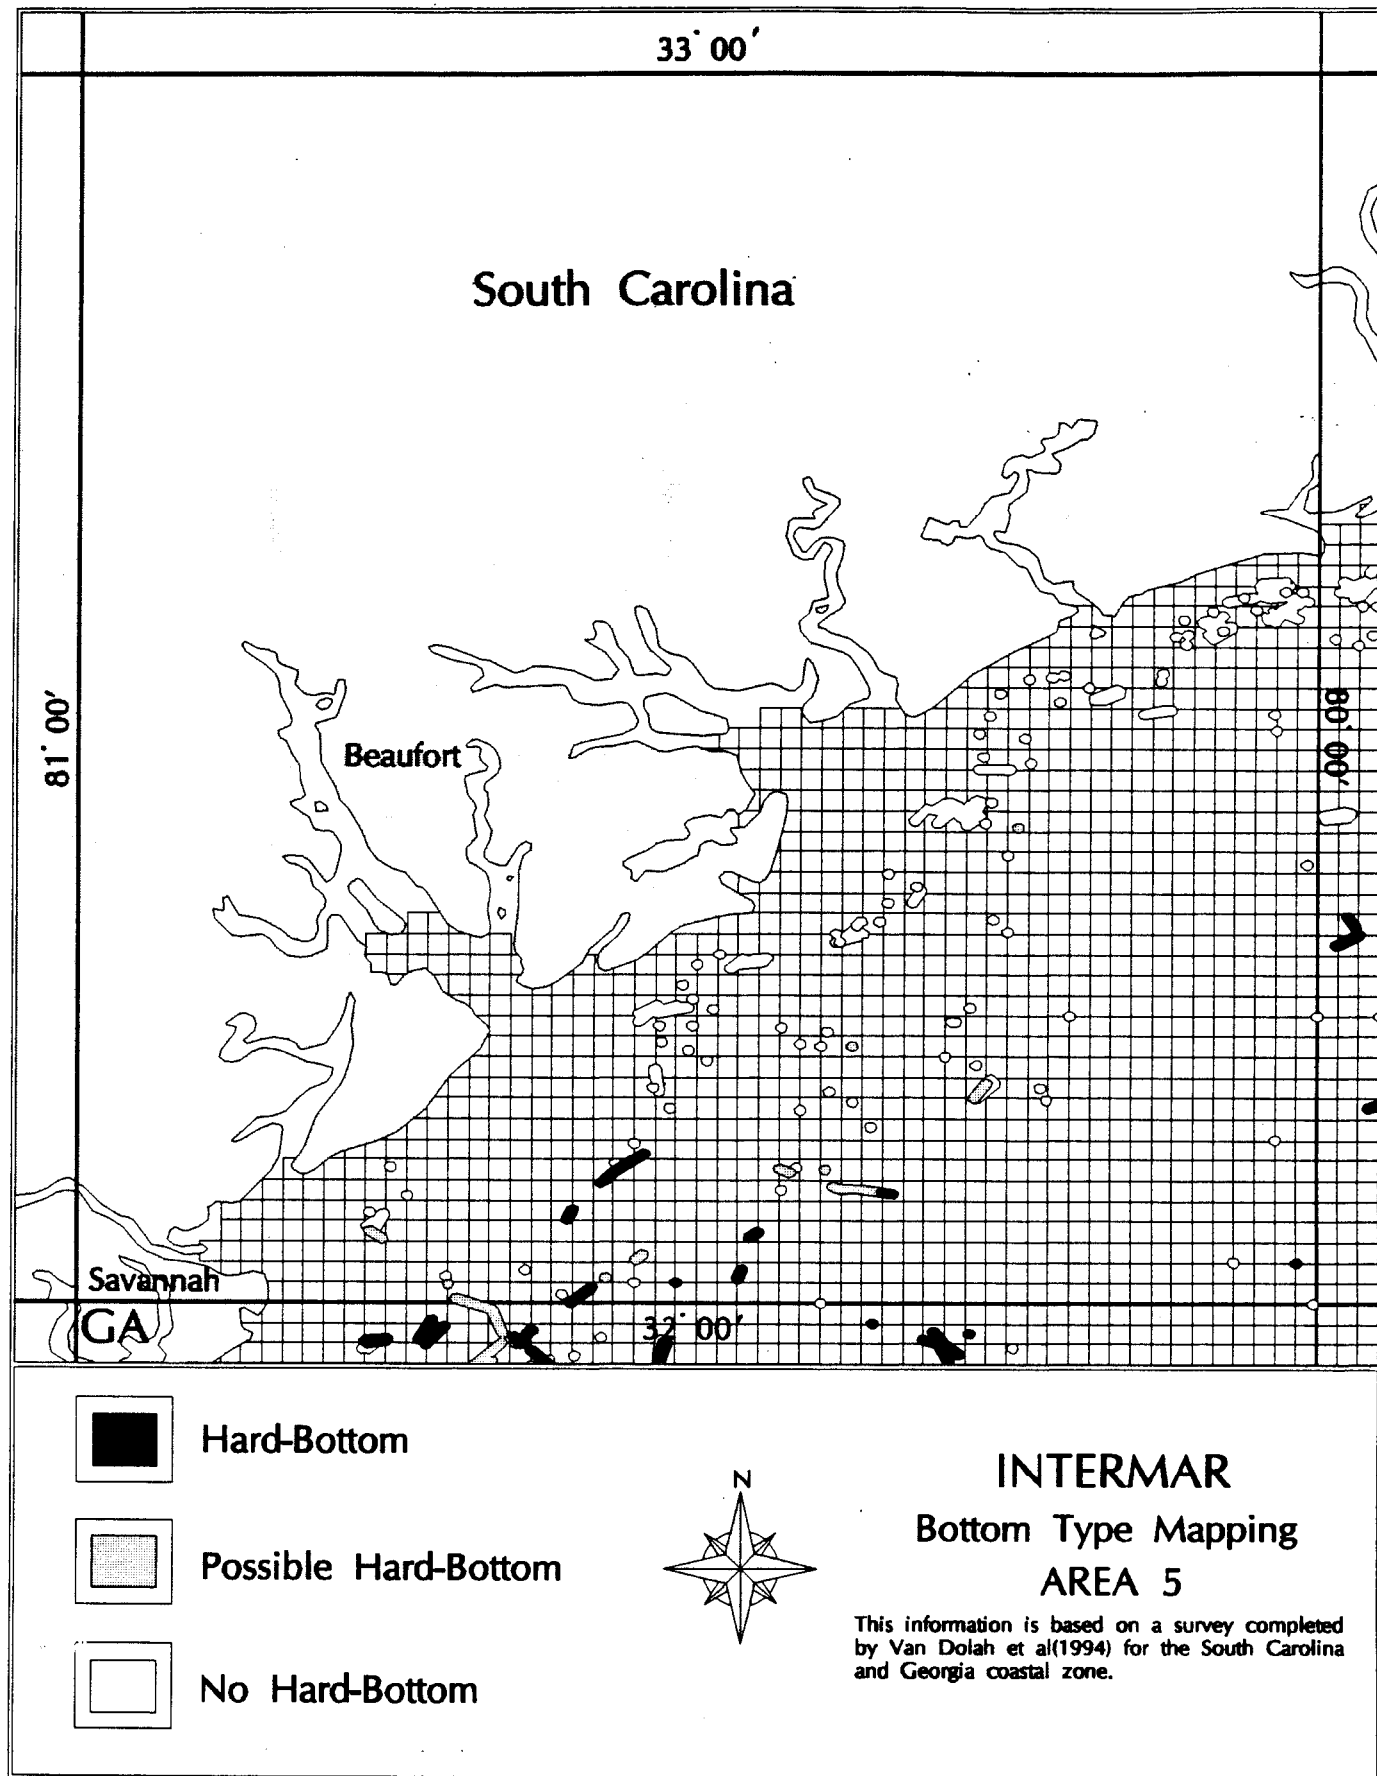 33° 00′
South Carolina
81° 00′
80° 00′
Beaufort
Savannah
GA
32° 00′
Hard-Bottom
Possible Hard-Bottom
No Hard-Bottom
N
INTERMAR
Bottom Type Mapping
AREA 5
This information is based on a survey completed
by Van Dolah et al(1994) for the South Carolina
and Georgia coastal zone.